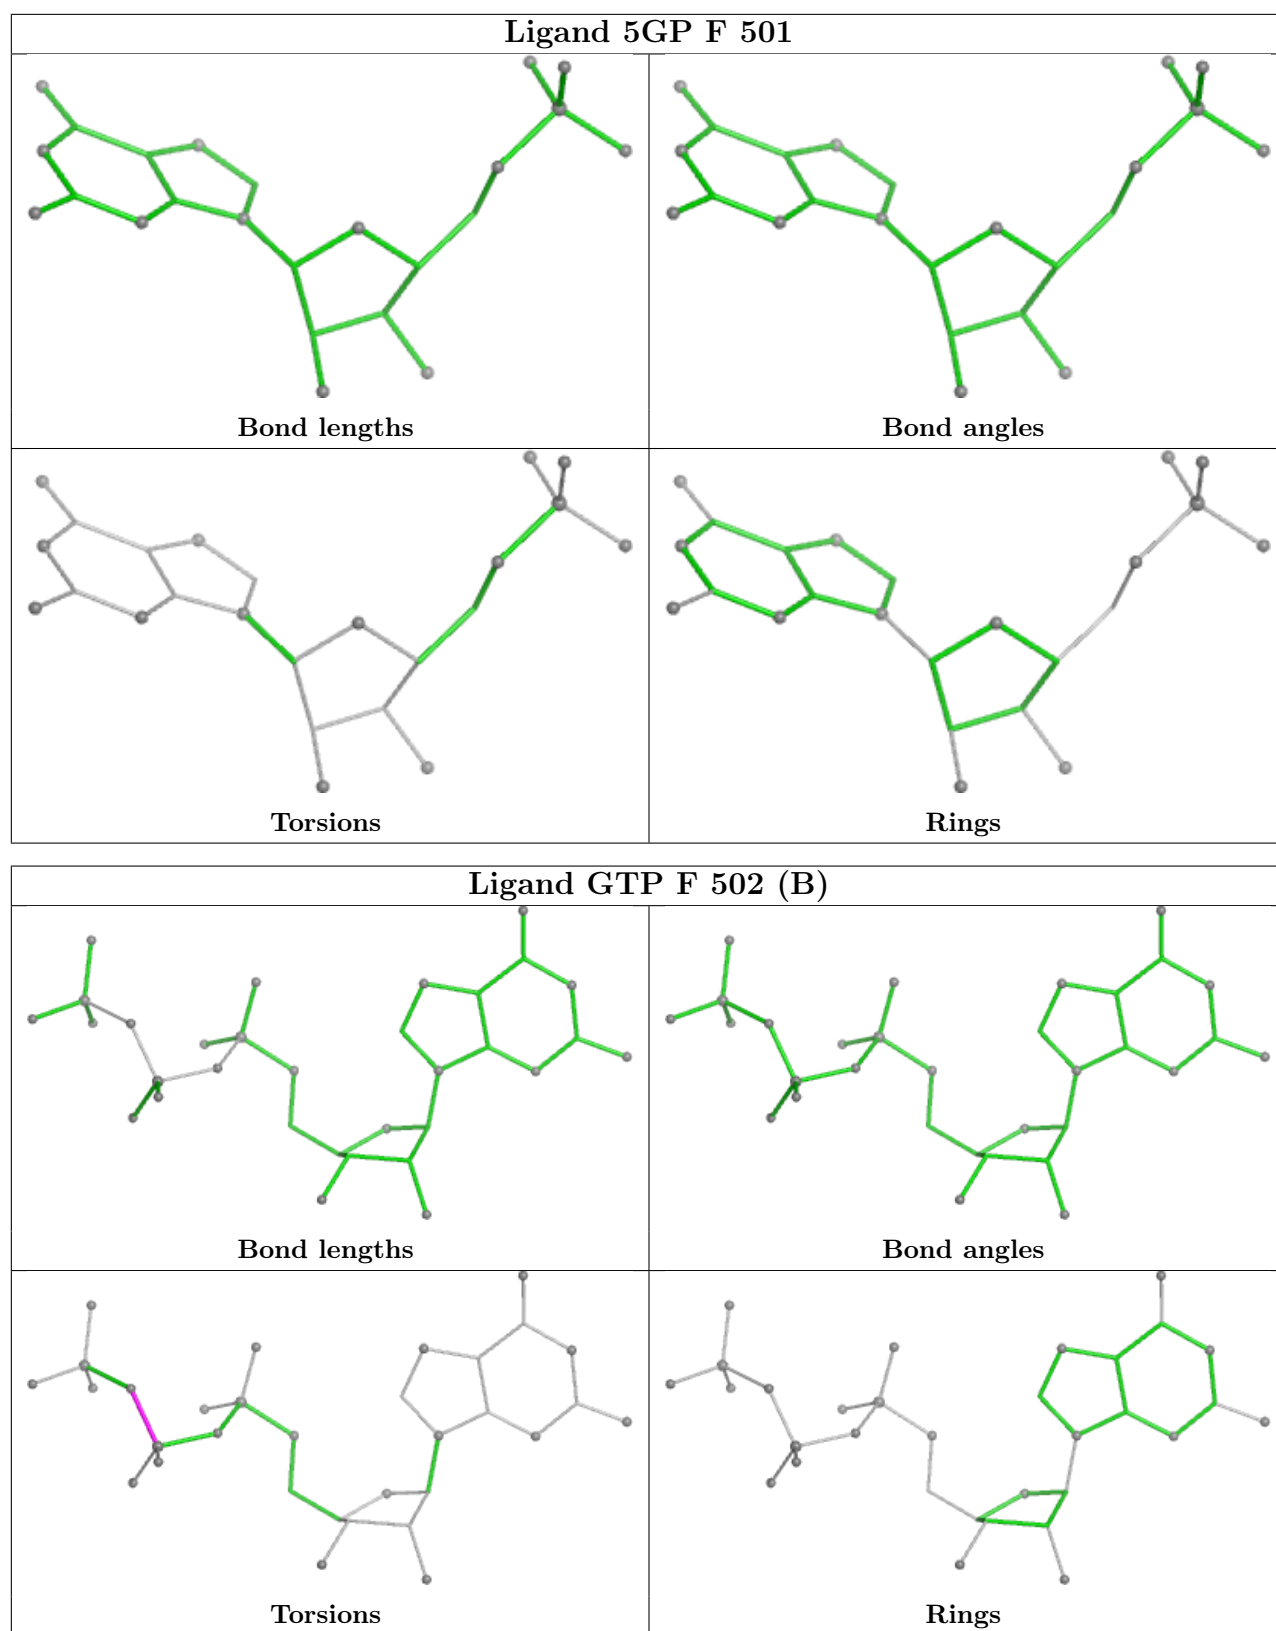 Ligand 5GP F 501
Bond lengths
Bond angles
Torsions
Rings
Ligand GTP F 502 (B)
Bond lengths
Bond angles
Torsions
Rings